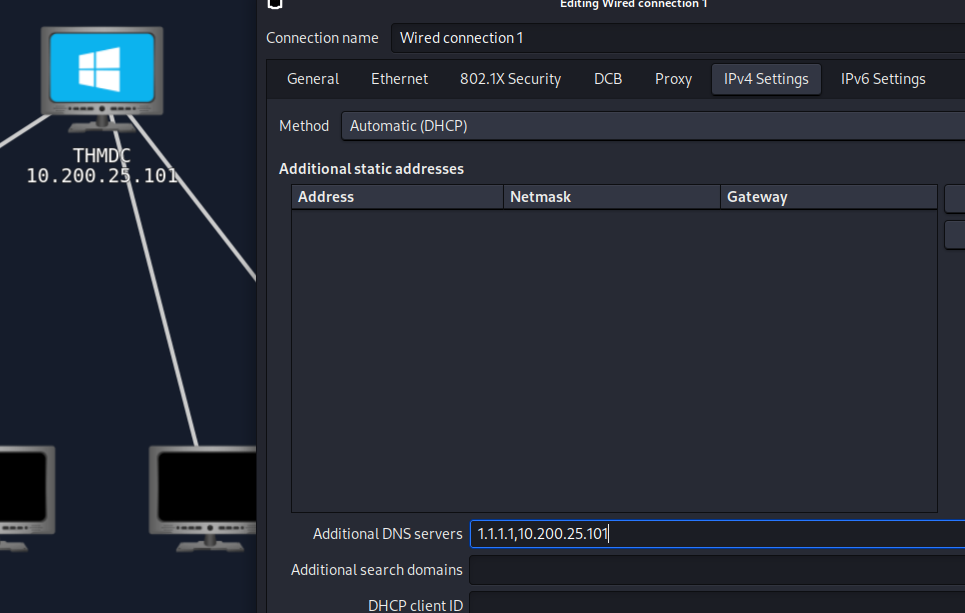 Editing Wired connection 1
Connection name Wired connection 1
General Ethernet 802.1X Security DCB Proxy IPv4 Settings IPv6 Settings
Method Automatic (DHCP)
Additional static addresses
Address Netmask Gateway
THMDC
10.200.25.101
Additional DNS servers 1.1.1.1,10.200.25.101
Additional search domains
DHCP client ID